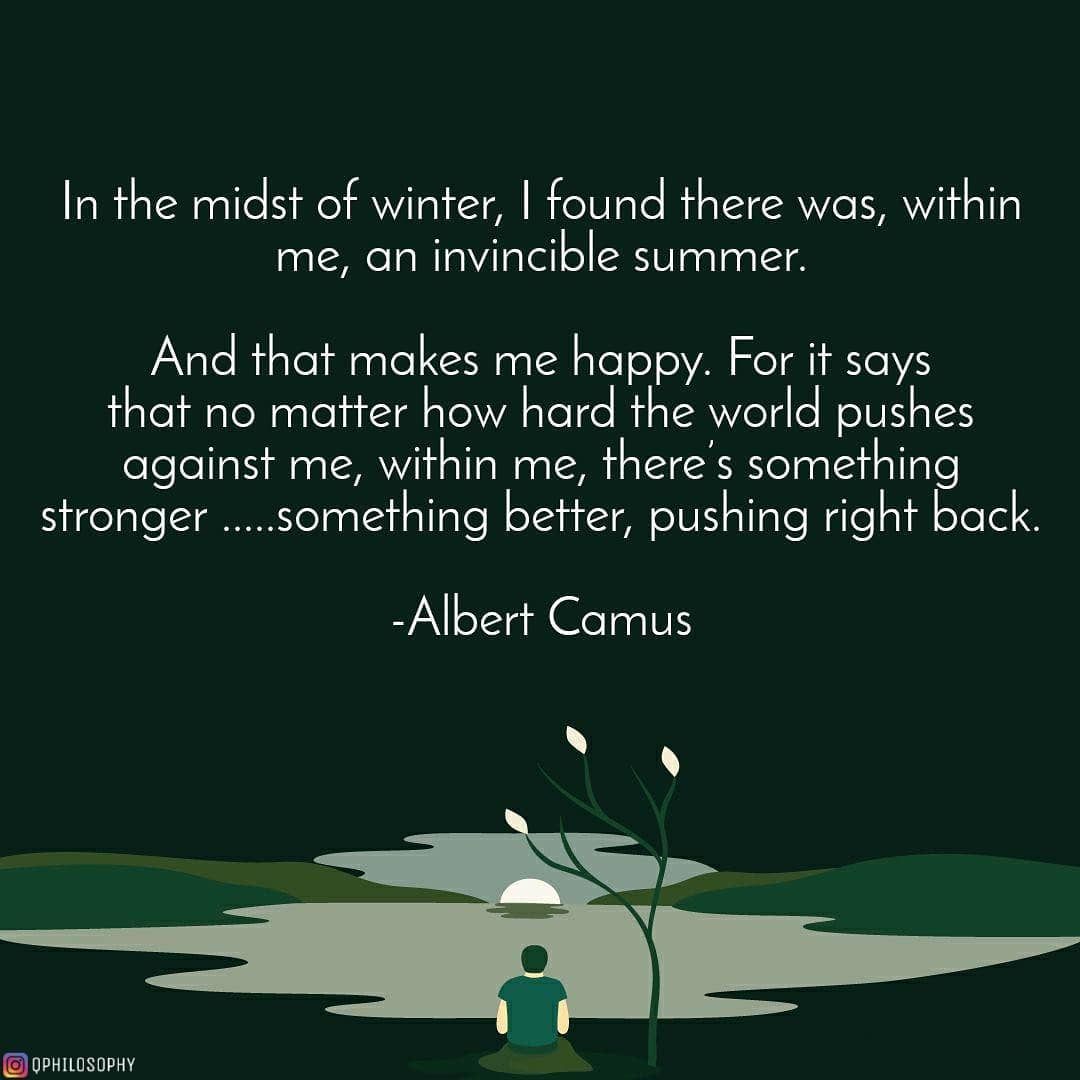 In the midst of winter, I found there was, within
me, an invincible summer.
And that makes me happy. For it says
that no matter how hard the world pushes
against me, within me, there's something
stronger .....something better, pushing right back.
-Albert Camus
QPHILOSOPHY